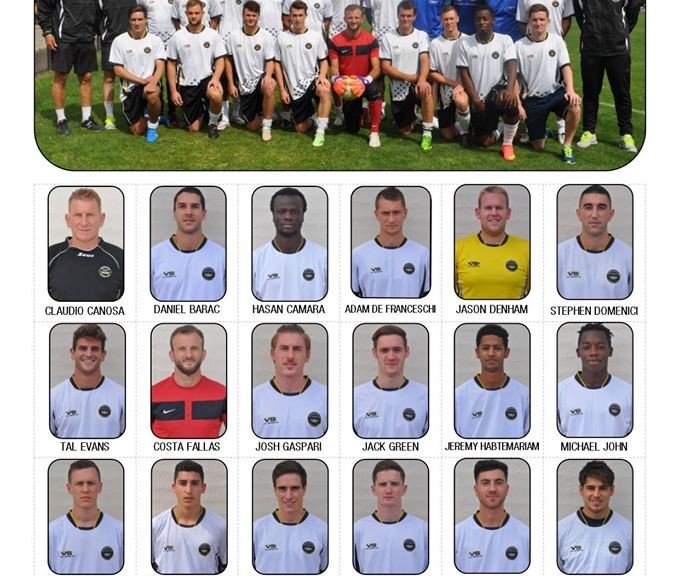 CLAUDIO CANOSA
DANIEL BARAC
HASAN CAMARA
ADAM DE FRANCESCHI
JASON DENHAM
STEPHEN DOMENICI
TAL EVANS
COSTA FALLAS
JOSH GASPARI
JACK GREEN
JEREMY HABTEMARIAM
MICHAEL JOHN